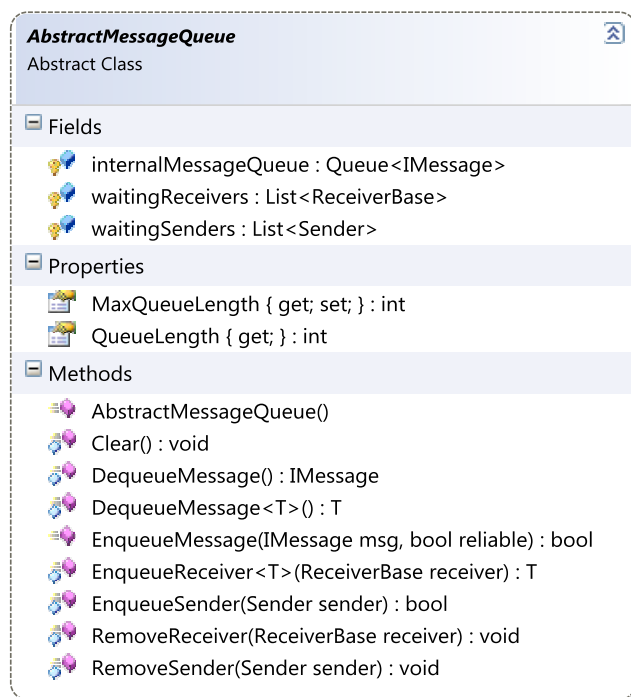 AbstractMessageQueue
Abstract Class
Fields
internalMessageQueue : Queue<IMessage>
waitingReceivers : List<ReceiverBase>
waitingSenders : List<Sender>
Properties
MaxQueueLength { get; set; } : int
QueueLength { get; } : int
Methods
AbstractMessageQueue()
Clear() : void
DequeueMessage() : IMessage
DequeueMessage<T>() : T
EnqueueMessage(IMessage msg, bool reliable) : bool
EnqueueReceiver<T>(ReceiverBase receiver) : T
EnqueueSender(Sender sender) : bool
RemoveReceiver(ReceiverBase receiver) : void
RemoveSender(Sender sender) : void